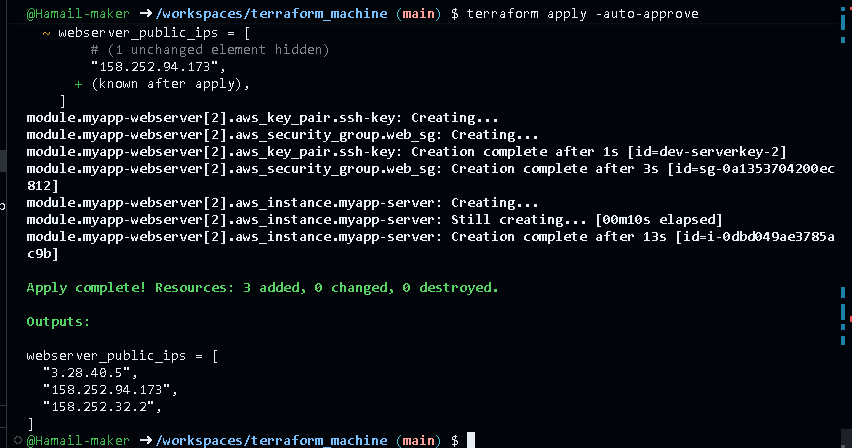 @Hamail-maker ➜ /workspaces/terraform_machine (main) $ terraform apply -auto-approve
~ webserver_public_ips = [
# (1 unchanged element hidden)
"158.252.94.173",
+ (known after apply),
]
module.myapp-webserver[2].aws_key_pair.ssh-key: Creating...
module.myapp-webserver[2].aws_security_group.web_sg: Creating...
module.myapp-webserver[2].aws_key_pair.ssh-key: Creation complete after 1s [id=dev-serverkey-2]
module.myapp-webserver[2].aws_security_group.web_sg: Creation complete after 3s [id=sg-0a1353704200ec
812]
module.myapp-webserver[2].aws_instance.myapp-server: Creating...
module.myapp-webserver[2].aws_instance.myapp-server: Still creating... [00m10s elapsed]
module.myapp-webserver[2].aws_instance.myapp-server: Creation complete after 13s [id=i-0dbd049ae3785a
c9b]
Apply complete! Resources: 3 added, 0 changed, 0 destroyed.
Outputs:
webserver_public_ips = [
"3.28.40.5",
"158.252.94.173",
"158.252.32.2",
]
@Hamail-maker ➜ /workspaces/terraform_machine (main) $